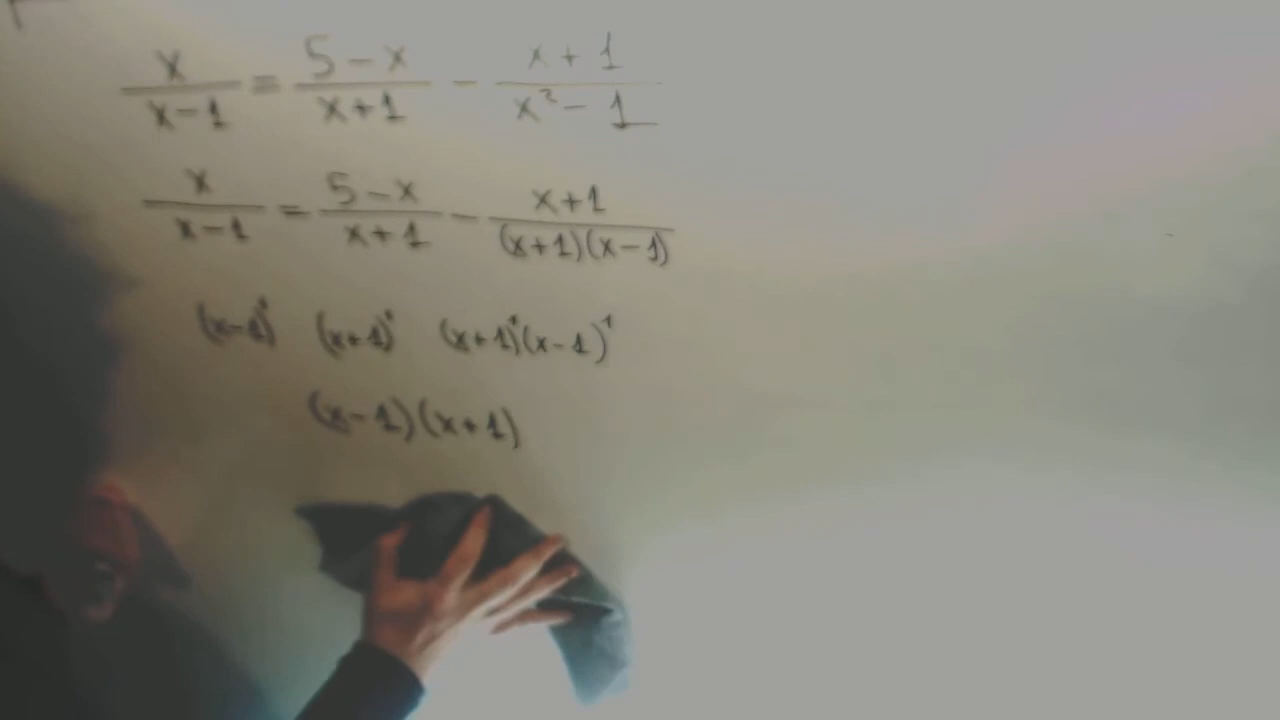 x/(x-1) = (5-x)/(x+1) - (x+1)/(x²-1)
x/(x-1) = (5-x)/(x+1) - (x+1)/((x+1)(x-1))
(x-1)¹ (x+1)¹ (x+1)¹(x-1)¹
(x-1)(x+1)